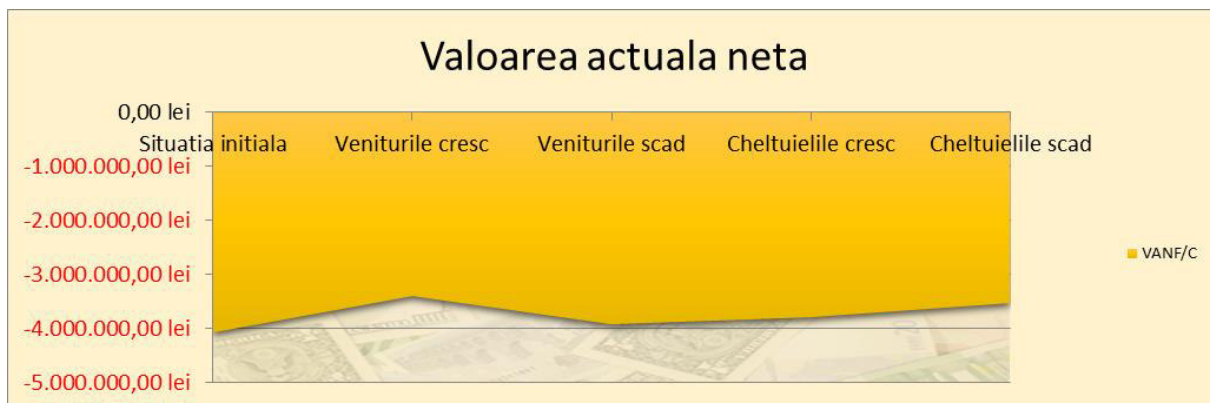 Valoarea actuala neta
0,00 lei
Situatia initiala Veniturile cresc Veniturile scad Cheltuielile cresc Cheltuielile scad
-1.000.000,00 lei
-2.000.000,00 lei
-3.000.000,00 lei
VANF/C
-4.000.000,00 lei
-5.000.000,00 lei